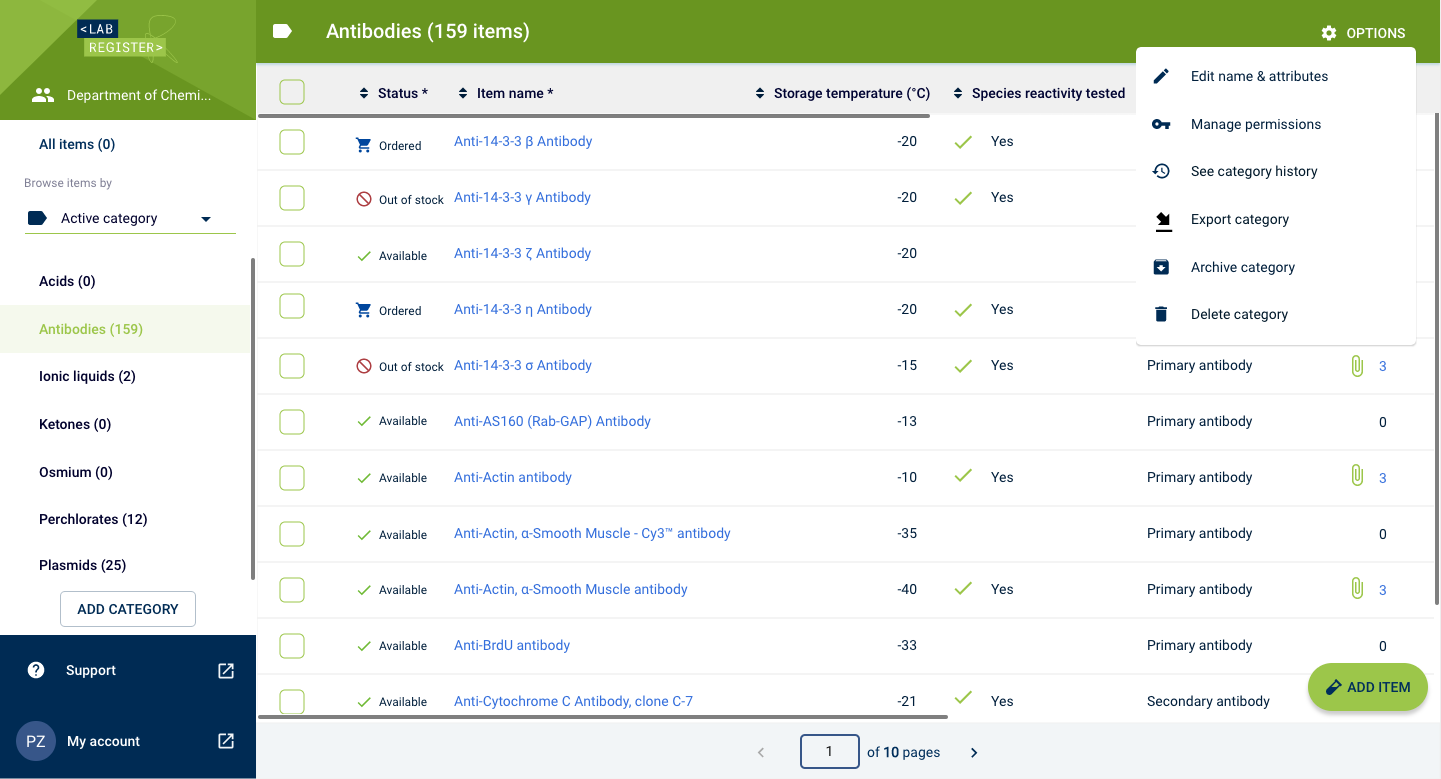 <LAB
REGISTER>
Department of Chemi...
All items (0)
Browse items by
Active category
Acids (0)
Antibodies (159)
Ionic liquids (2)
Ketones (0)
Osmium (0)
Perchlorates (12)
Plasmids (25)
ADD CATEGORY
Support
PZ My account
Antibodies (159 items)
OPTIONS
Edit name & attributes
Manage permissions
See category history
Export category
Archive category
Delete category
Status * Item name * Storage temperature (°C) Species reactivity tested
Ordered Anti-14-3-3 β Antibody -20 Yes
Out of stock Anti-14-3-3 γ Antibody -20 Yes
Available Anti-14-3-3 ζ Antibody -20
Ordered Anti-14-3-3 η Antibody -20 Yes
Out of stock Anti-14-3-3 σ Antibody -15 Yes Primary antibody 3
Available Anti-AS160 (Rab-GAP) Antibody -13 Primary antibody 0
Available Anti-Actin antibody -10 Yes Primary antibody 3
Available Anti-Actin, α-Smooth Muscle - Cy3™ antibody -35 Primary antibody 0
Available Anti-Actin, α-Smooth Muscle antibody -40 Yes Primary antibody 3
Available Anti-BrdU antibody -33 Primary antibody 0
Available Anti-Cytochrome C Antibody, clone C-7 -21 Yes Secondary antibody
ADD ITEM
1 of 10 pages